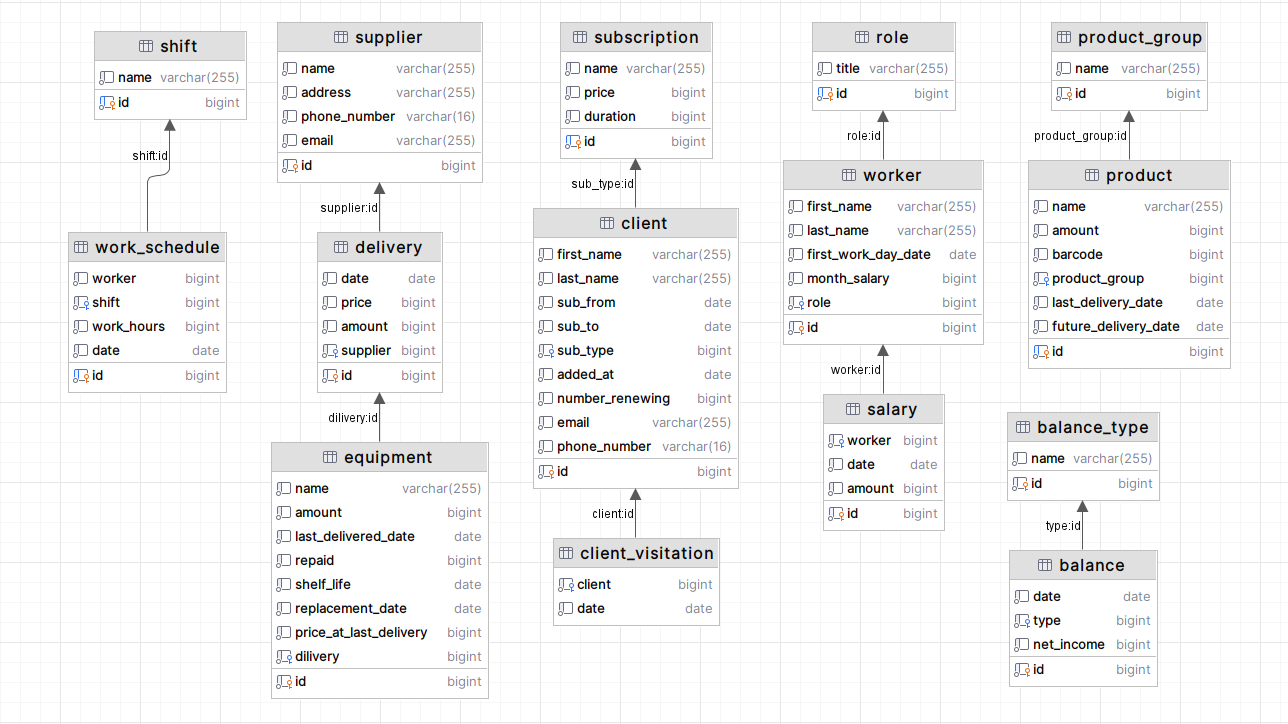 shift
name varchar(255)
id bigint
shift:id
work_schedule
worker bigint
shift bigint
work_hours bigint
date date
id bigint
supplier
name varchar(255)
address varchar(255)
phone_number varchar(16)
email varchar(255)
id bigint
supplier:id
delivery
date date
price bigint
amount bigint
supplier bigint
id bigint
dilivery:id
equipment
name varchar(255)
amount bigint
last_delivered_date date
repaid bigint
shelf_life date
replacement_date date
price_at_last_delivery bigint
dilivery bigint
id bigint
subscription
name varchar(255)
price bigint
duration bigint
id bigint
sub_type:id
client
first_name varchar(255)
last_name varchar(255)
sub_from date
sub_to date
sub_type bigint
added_at date
number_renewing bigint
email varchar(255)
phone_number varchar(16)
id bigint
client:id
client_visitation
client bigint
date date
role
title varchar(255)
id bigint
role:id
worker
first_name varchar(255)
last_name varchar(255)
first_work_day_date date
month_salary bigint
role bigint
id bigint
worker:id
salary
worker bigint
date date
amount bigint
id bigint
product_group
name varchar(255)
id bigint
product_group:id
product
name varchar(255)
amount bigint
barcode bigint
product_group bigint
last_delivery_date date
future_delivery_date date
id bigint
balance_type
name varchar(255)
id bigint
type:id
balance
date date
type bigint
net_income bigint
id bigint